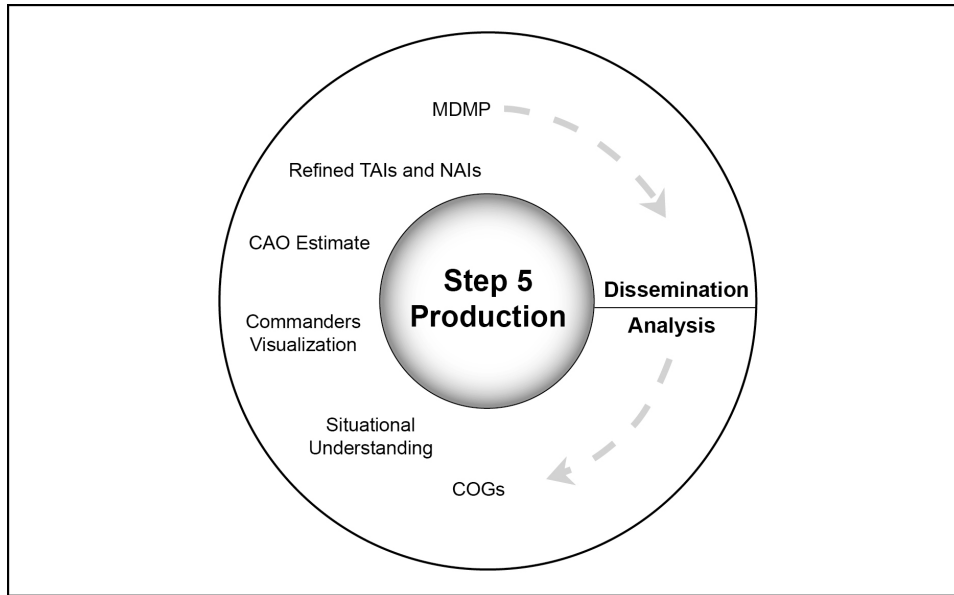 MDMP
Refined TAIs and NAIs
CAO Estimate
Step 5
Production
Dissemination
Analysis
Commanders
Visualization
Situational
Understanding
COGs